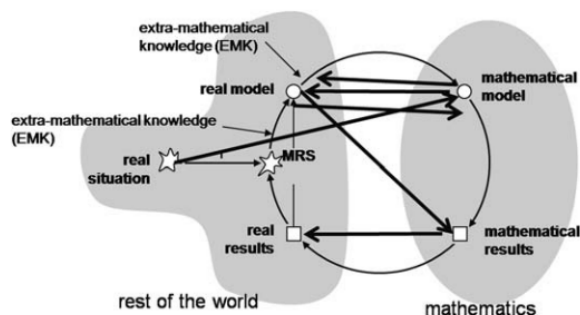 extra-mathematical
knowledge (EMK)
real model
mathematical
model
extra-mathematical knowledge
(EMK)
real
situation
MRS
real
results
mathematical
results
rest of the world
mathematics